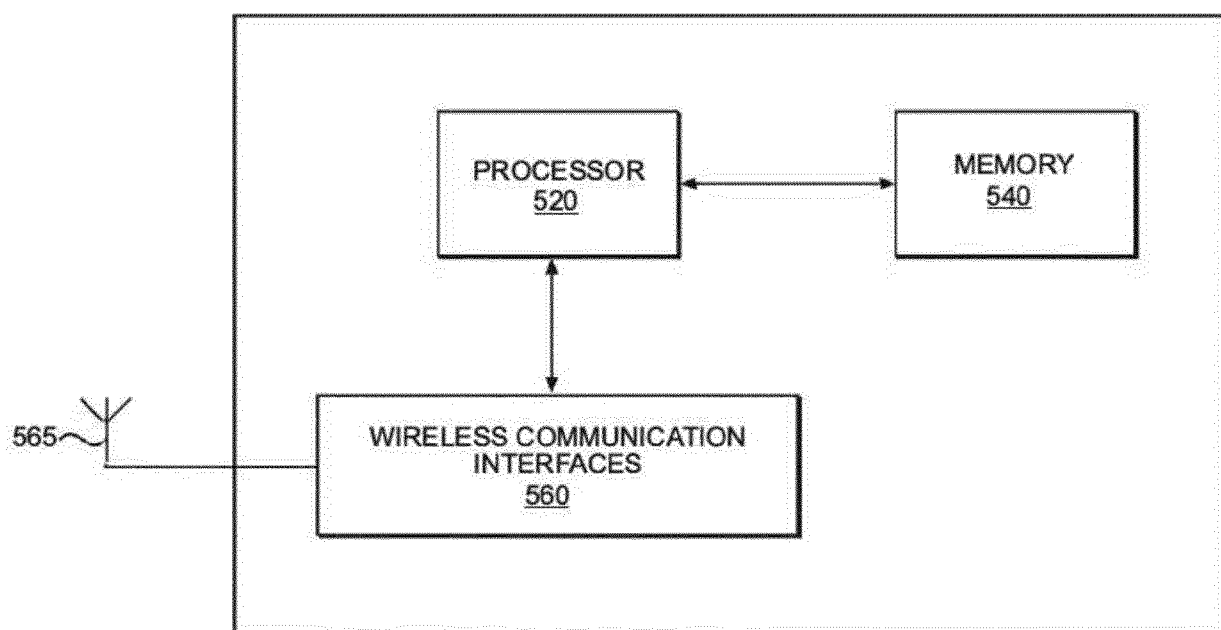 PROCESSOR
520
MEMORY
540
565
WIRELESS COMMUNICATION
INTERFACES
560